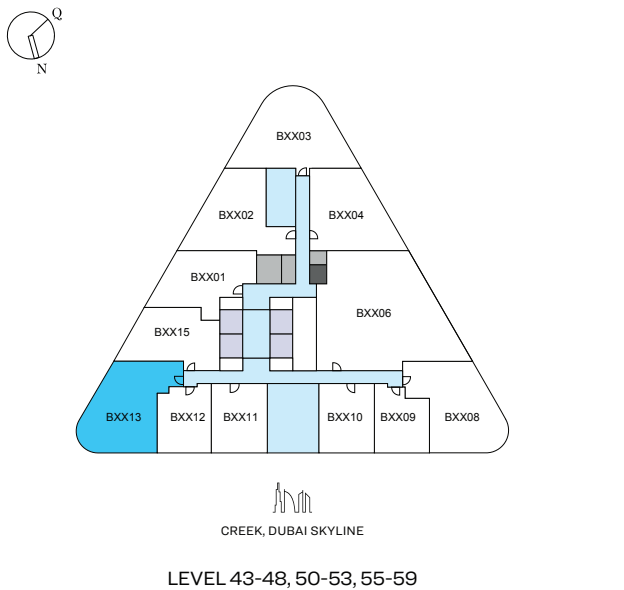 Q
N
BXX03
BXX02
BXX04
BXX01
BXX06
BXX15
BXX13
BXX12
BXX11
BXX10
BXX09
BXX08
CREEK, DUBAI SKYLINE
LEVEL 43-48, 50-53, 55-59